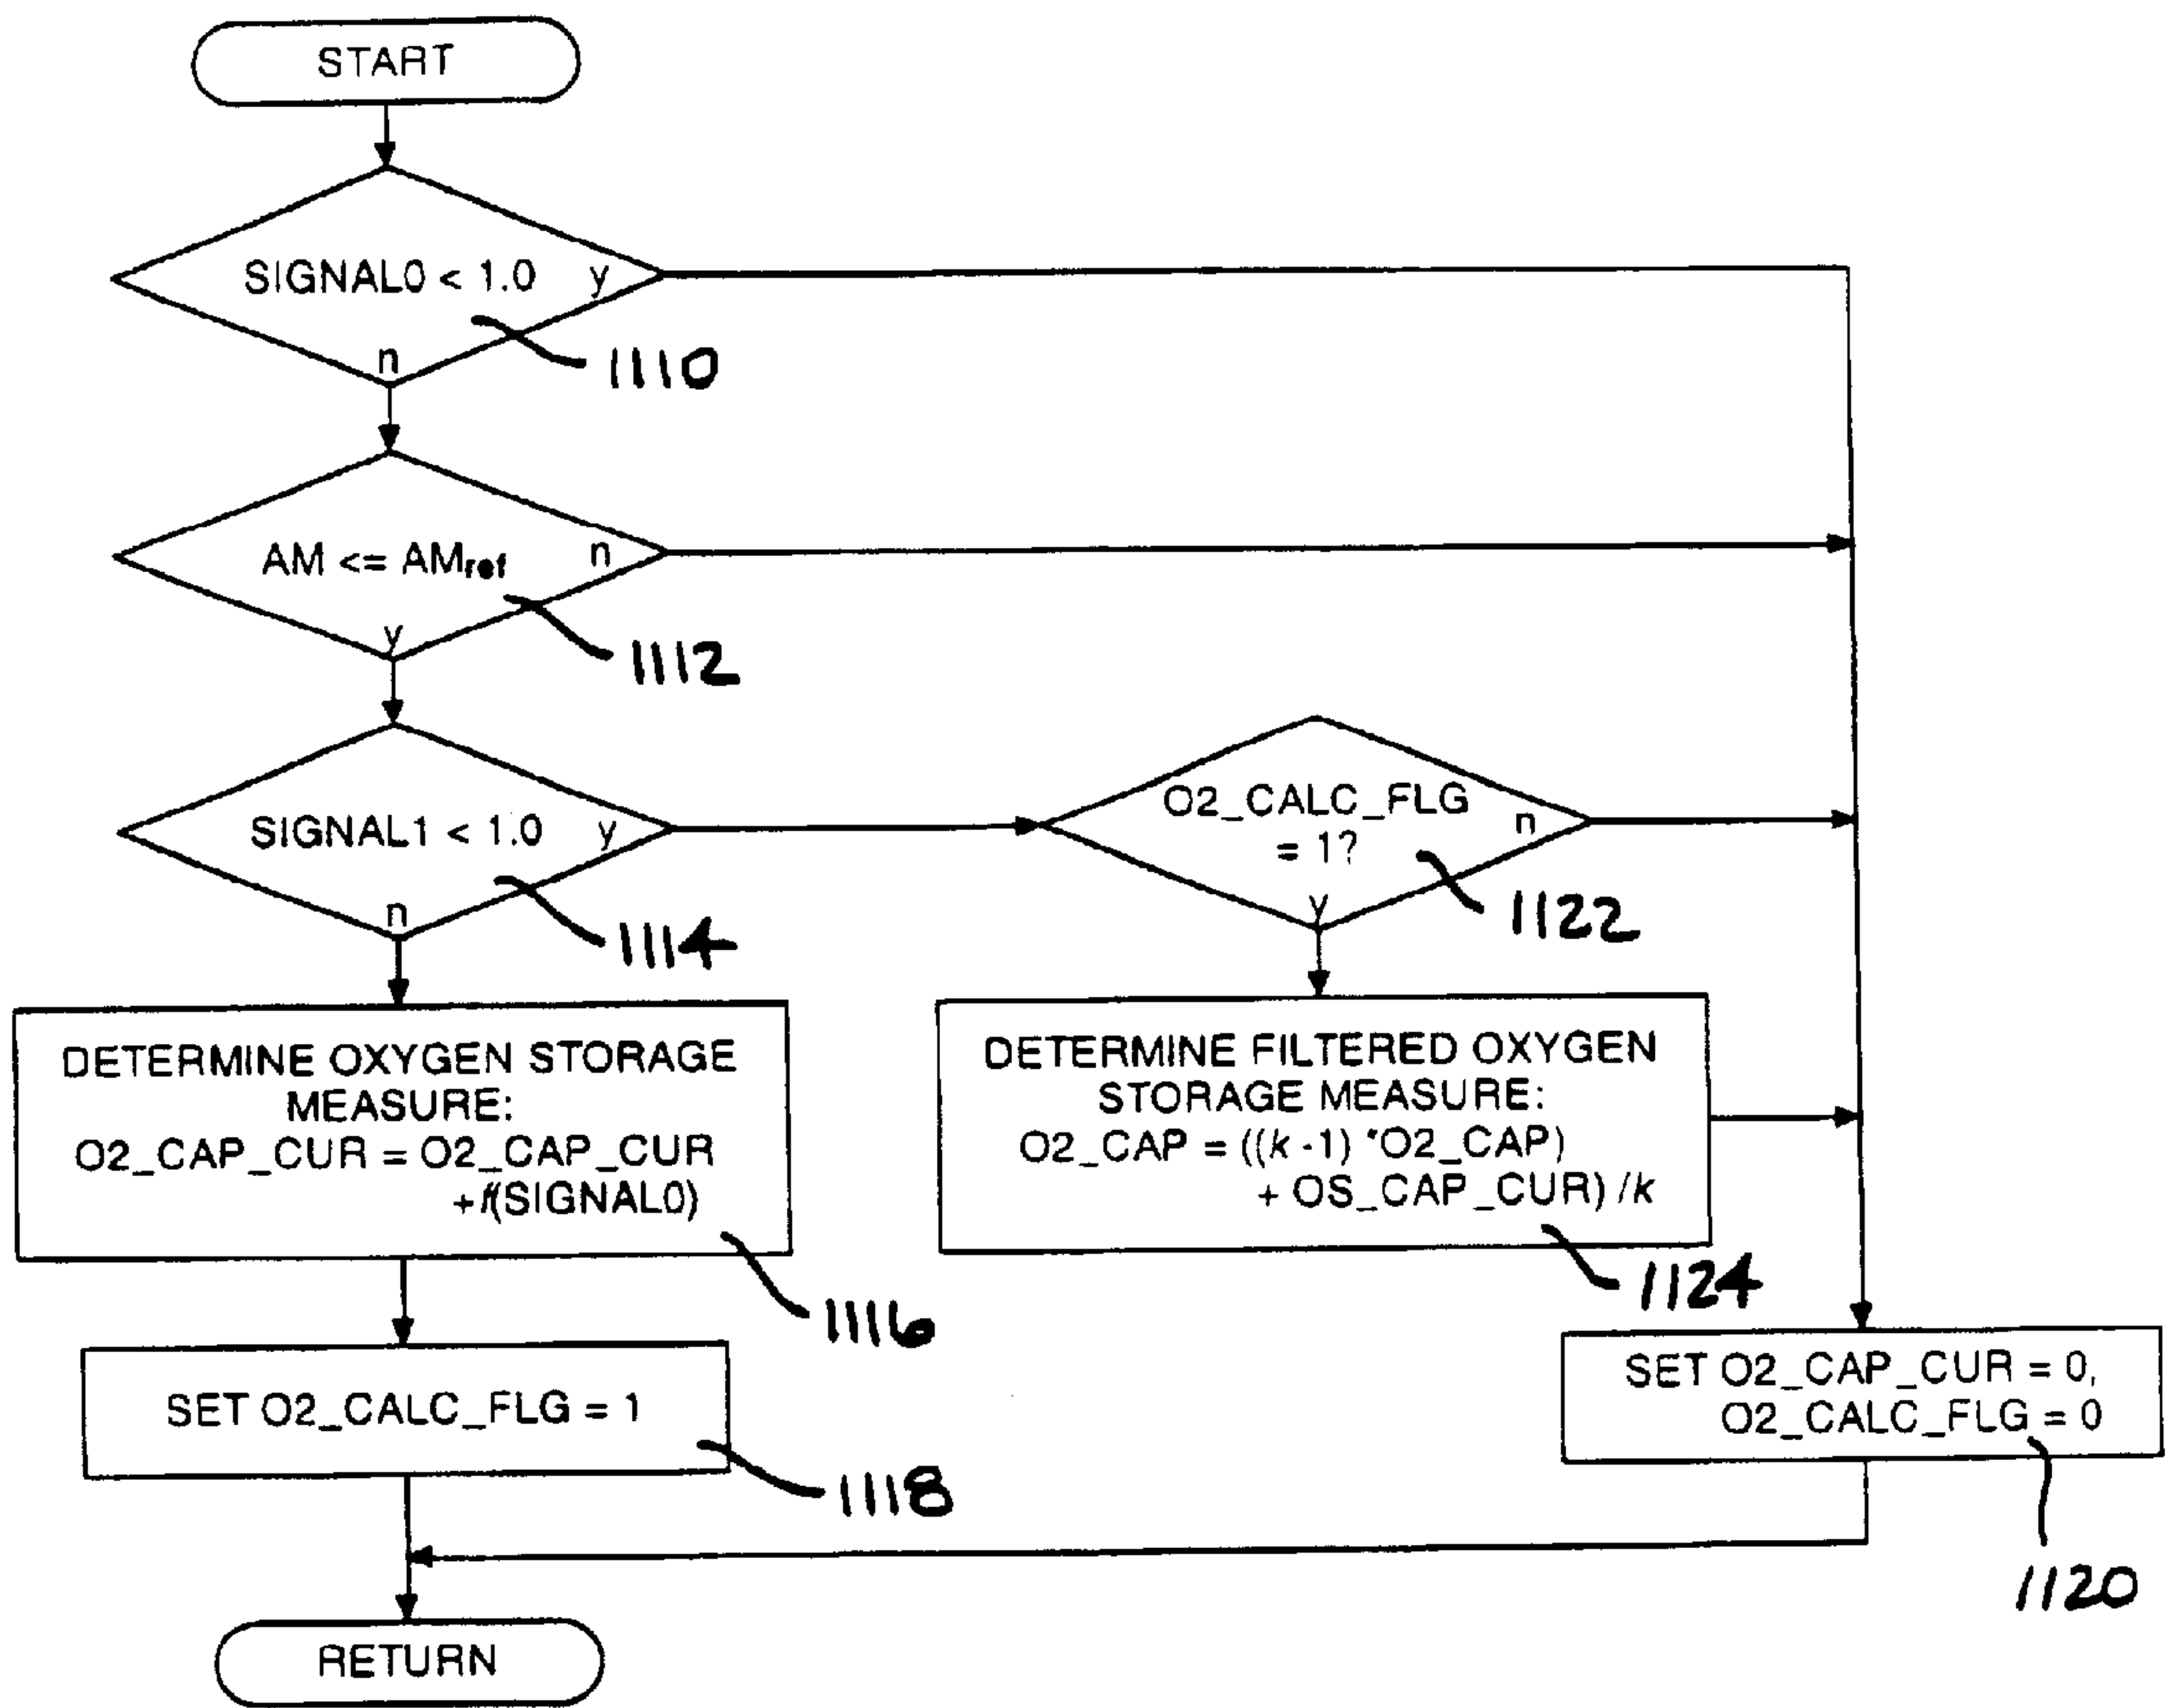 START
SIGNAL0 < 1.0 y
n
1110
AM <= AMref n
y
1112
SIGNAL1 < 1.0 y
n
1114
O2_CALC_FLG
= 1?
n
y
1122
DETERMINE OXYGEN STORAGE
MEASURE:
O2_CAP_CUR = O2_CAP_CUR
+f(SIGNAL0)
1116
DETERMINE FILTERED OXYGEN
STORAGE MEASURE:
O2_CAP = ((k -1) *O2_CAP)
+ OS_CAP_CUR) /k
1124
SET O2_CALC_FLG = 1
1118
SET O2_CAP_CUR = 0,
O2_CALC_FLG = 0
1120
RETURN